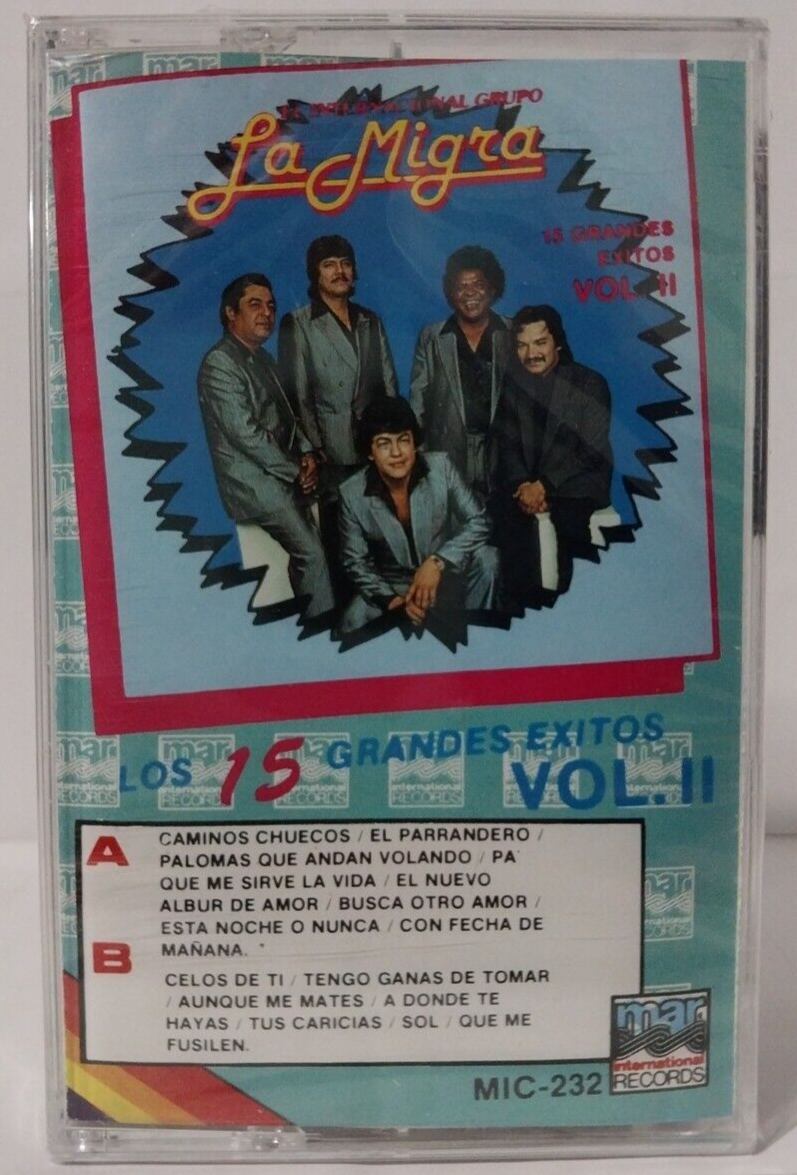 EL INTERNACIONAL GRUPO
La Migra
15 GRANDES
EXITOS
VOL. II
LOS 15 GRANDES EXITOS
VOL. II
A
CAMINOS CHUECOS / EL PARRANDERO /
PALOMAS QUE ANDAN VOLANDO / PA'
QUE ME SIRVE LA VIDA / EL NUEVO
ALBUR DE AMOR / BUSCA OTRO AMOR /
ESTA NOCHE O NUNCA / CON FECHA DE
MAÑANA.
B
CELOS DE TI / TENGO GANAS DE TOMAR
/ AUNQUE ME MATES / A DONDE TE
HAYAS / TUS CARICIAS / SOL / QUE ME
FUSILEN.
MIC-232
mar
international
RECORDS